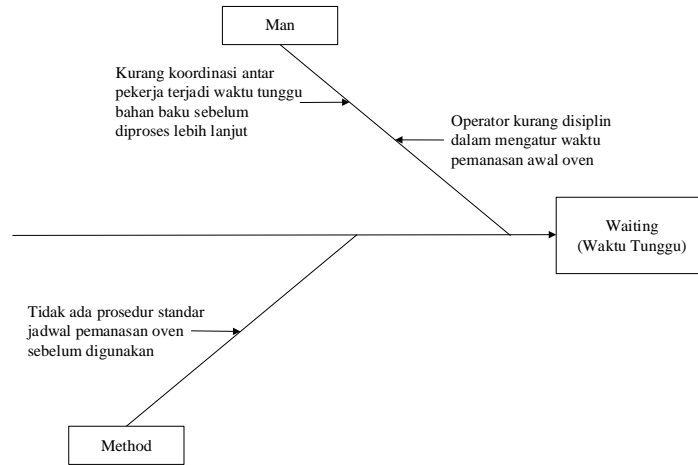 Man
Kurang koordinasi antar
pekerja terjadi waktu tunggu
bahan baku sebelum
diproses lebih lanjut
Operator kurang disiplin
dalam mengatur waktu
pemanasan awal oven
Waiting
(Waktu Tunggu)
Tidak ada prosedur standar
jadwal pemanasan oven
sebelum digunakan
Method